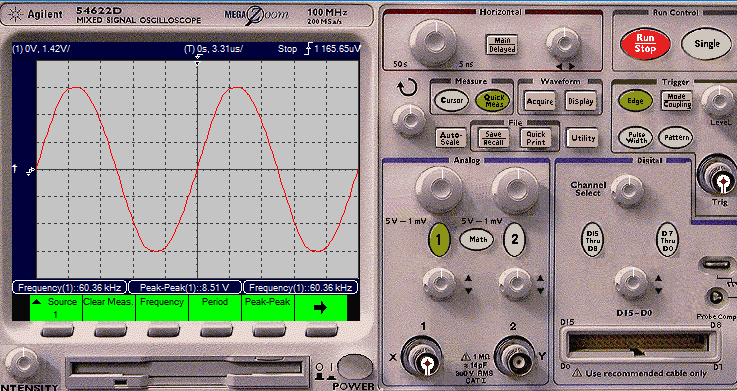 Agilent 54622D
MIXED SIGNAL OSCILLOSCOPE
MEGA Zoom
100 MHz
200 MSa/s
(1) 0V, 1.42V/ (T) 0s, 3.31us/ Stop 1 165.65uV
Frequency(1)::60.36 kHz Peak-Peak(1)::8.51 V Frequency(1)::60.36 kHz
Source Clear Meas. Frequency Period Peak-Peak
1
INTENSITY
POWER
Horizontal
50s 5 ns
Main
Delayed
Run Control
Run
Stop
Single
Measure
Cursor
Quick
Meas
Waveform
Acquire
Display
Trigger
Edge
Mode
Coupling
Level
Pulse
Width
Pattern
Trig
File
Auto-
Scale
Save
Recall
Quick
Print
Utility
Analog
5 V – 1 mV 5 V – 1 mV
1
Math
2
1 2
X
Y
1 MΩ
≅ 14pF
300 V RMS
CAT I
Digital
Channel
Select
D15
Thru
D8
D7
Thru
D0
D15–D0
Probe Comp
D15 D8
D0 D7
Use recommended cable only